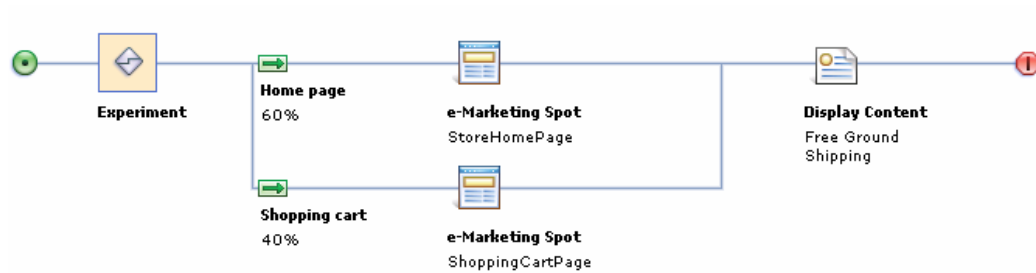 Experiment
Home page
60%
e-Marketing Spot
StoreHomePage
Display Content
Free Ground
Shipping
Shopping cart
40%
e-Marketing Spot
ShoppingCartPage